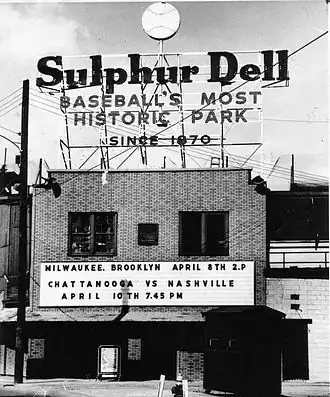 Sulphur Dell
BASEBALL'S MOST
HISTORIC PARK
SINCE 1870
MILWAUKEE. BROOKLYN APRIL 8TH 2.P
CHATTANOOGA VS NASHVILLE
APRIL 10TH 7.45 PM